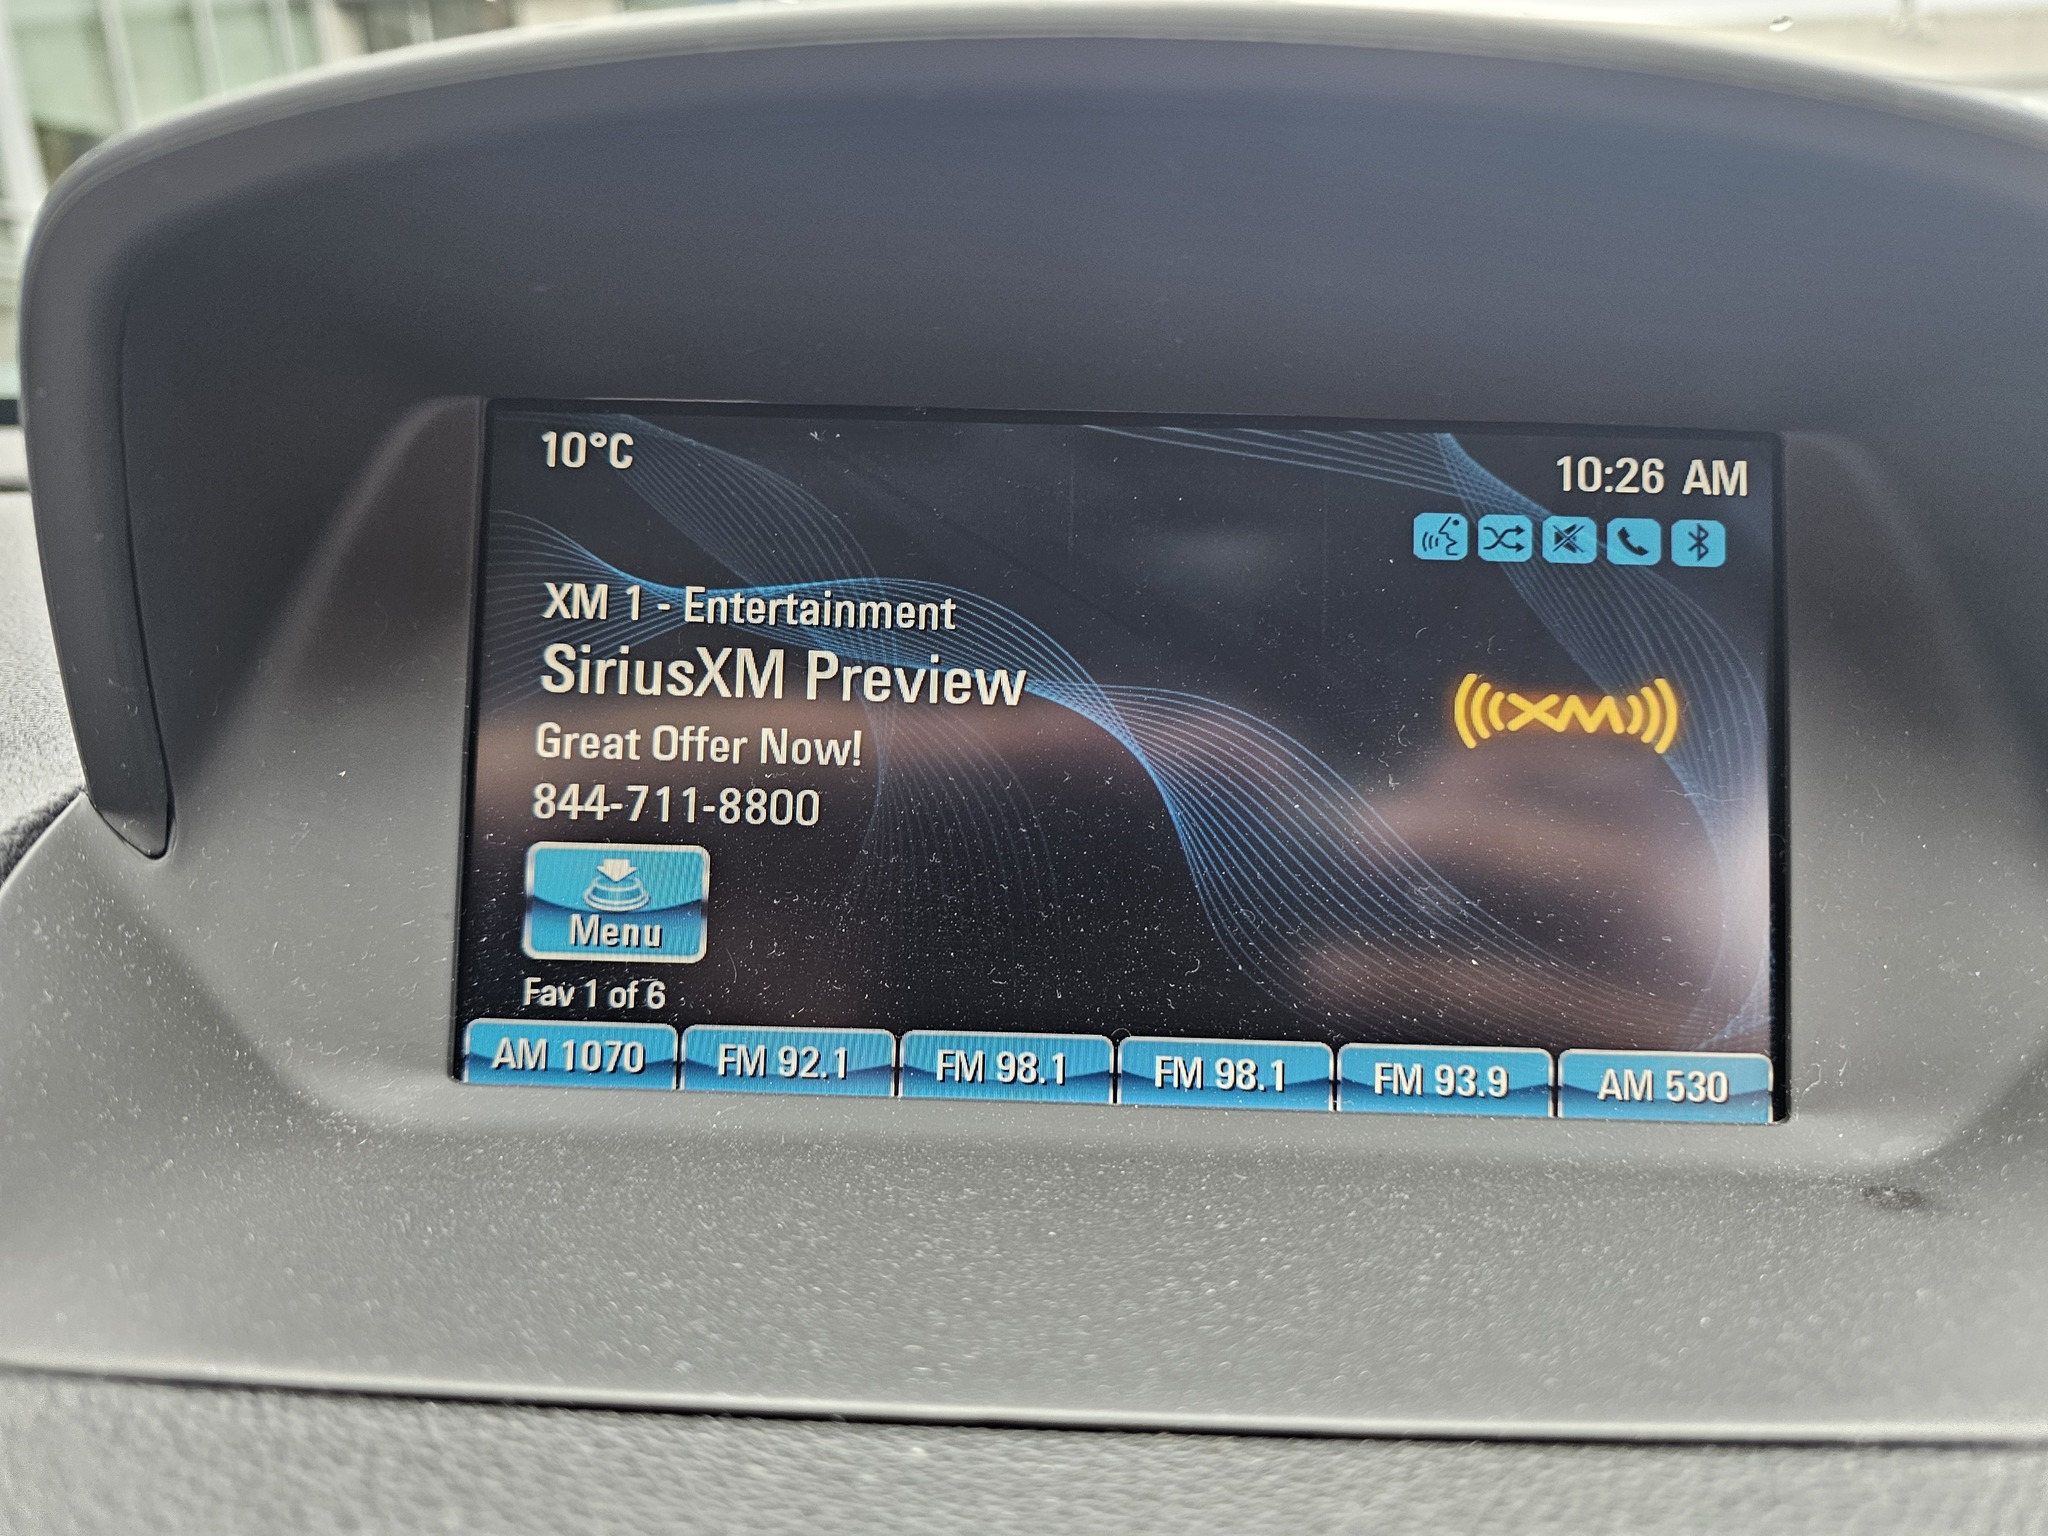 10°C
10:26 AM
XM 1 - Entertainment
SiriusXM Preview
Great Offer Now!
844-711-8800
XM
Menu
Fav 1 of 6
AM 1070 FM 92.1 FM 98.1 FM 98.1 FM 93.9 AM 530